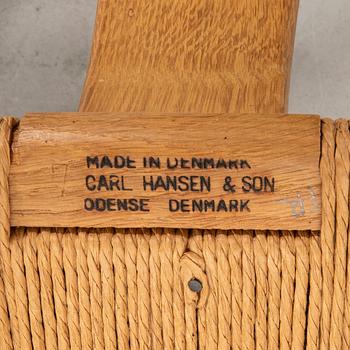 MADE IN DENMARK
CARL HANSEN & SON
ODENSE DENMARK